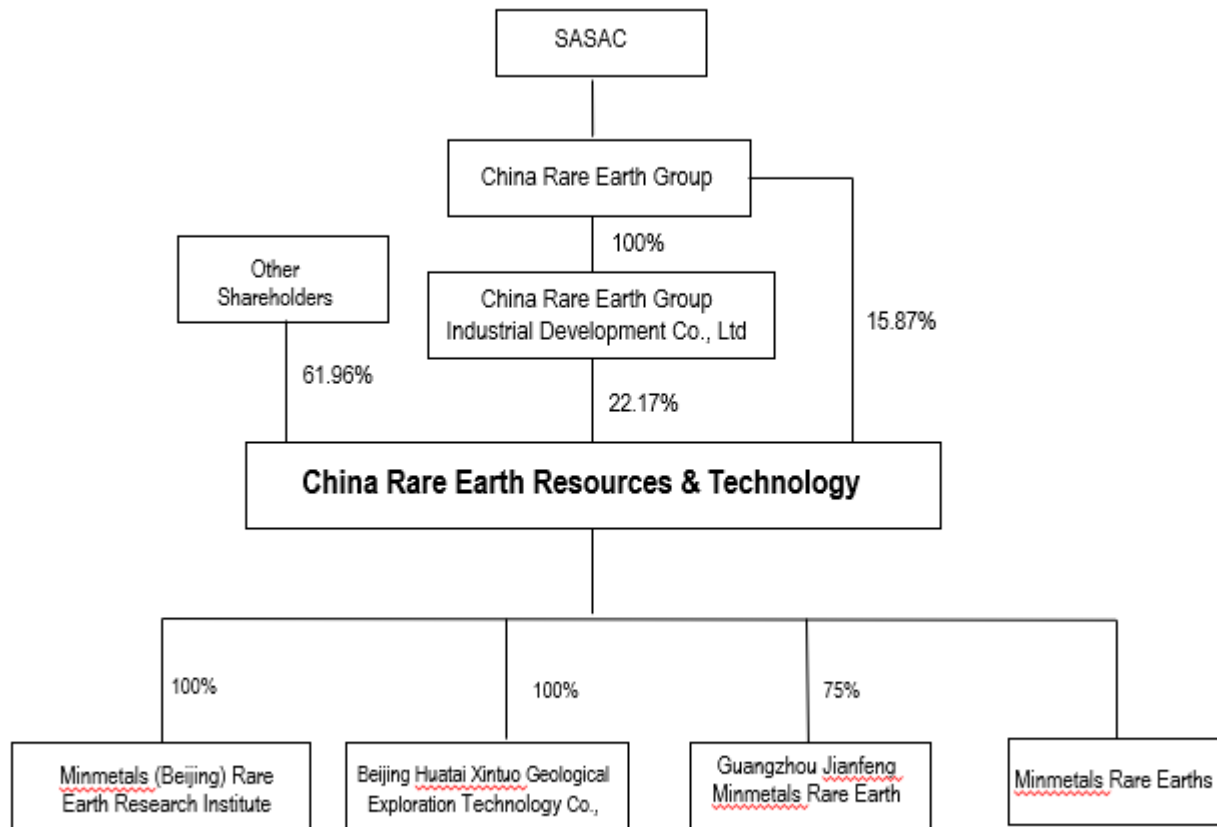 SASAC
China Rare Earth Group
100%
Other
Shareholders
China Rare Earth Group
Industrial Development Co., Ltd
15.87%
61.96%
22.17%
China Rare Earth Resources & Technology
100%
100%
75%
Minmetals (Beijing) Rare
Earth Research Institute
Beijing Huatai Xintuo Geological
Exploration Technology Co.,
Guangzhou Jianfeng
Minmetals Rare Earth
Minmetals Rare Earths